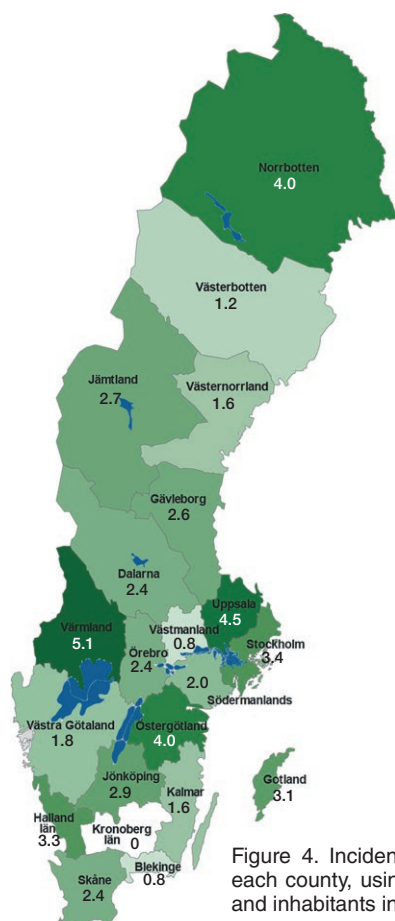 Norrbotten
4.0
Västerbotten
1.2
Jämtland
2.7
Västernorrland
1.6
Gävleborg
2.6
Dalarna
2.4
Uppsala
4.5
Värmland
5.1
Västmanland
0.8
Stockholm
3.4
Örebro
2.4
2.0
Södermanlands
Västra Götaland
1.8
Östergötland
4.0
Gotland
3.1
Jönköping
2.9
Kalmar
1.6
Halland
län
3.3
Kronoberg
län 0
Blekinge
0.8
Skåne
2.4
Figure 4. Inciden
each county, usin
and inhabitants in